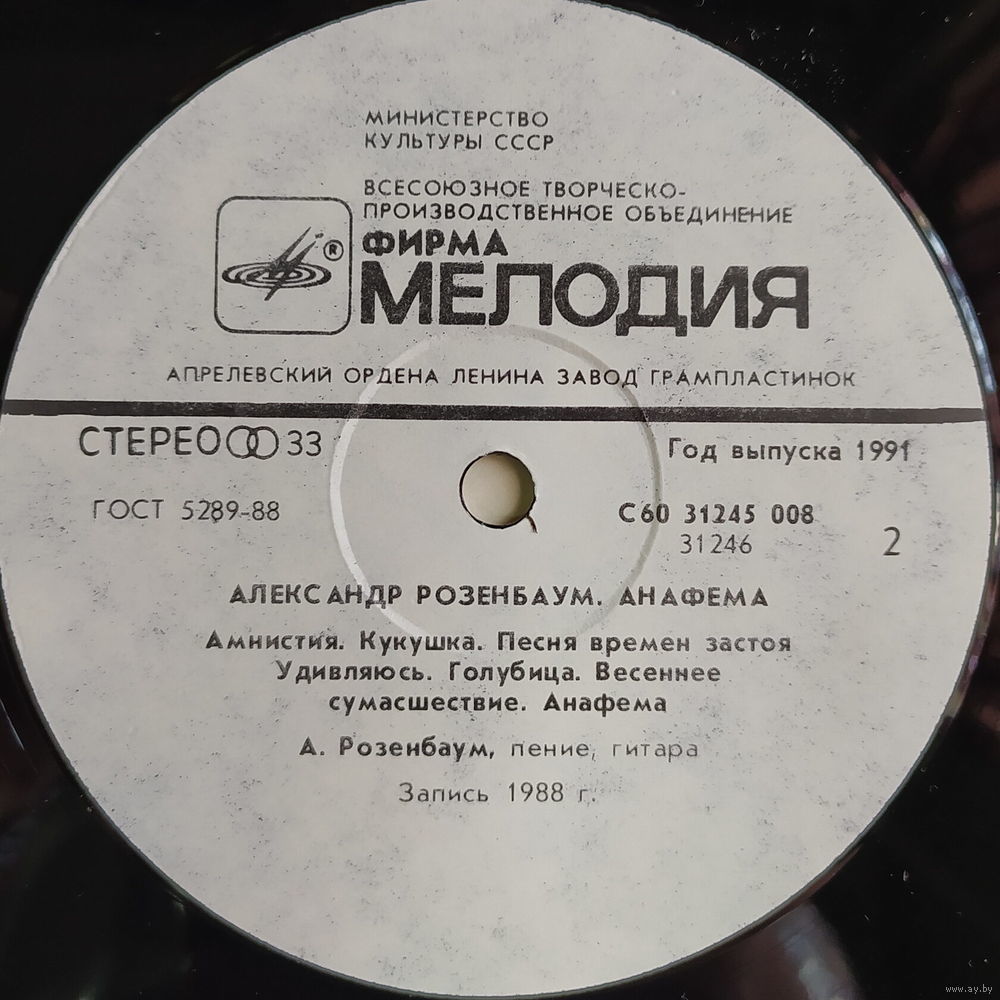 МИНИСТЕРСТВО
КУЛЬТУРЫ СССР
ВСЕСОЮЗНОЕ ТВОРЧЕСКО-
ПРОИЗВОДСТВЕННОЕ ОБЪЕДИНЕНИЕ
ФИРМА
®
МЕЛОДИЯ
АПРЕЛЕВСКИЙ ОРДЕНА ЛЕНИНА ЗАВОД ГРАМПЛАСТИНОК
СТЕРЕО 33
Год выпуска 1991
ГОСТ 5289-88
С60 31245 008
31246
2
АЛЕКСАНДР РОЗЕНБАУМ. АНАФЕМА
Амнистия. Кукушка. Песня времен застоя
Удивляюсь. Голубица. Весеннее
сумасшествие. Анафема
А. Розенбаум, пение, гитара
Запись 1988 г.
www.ay.by